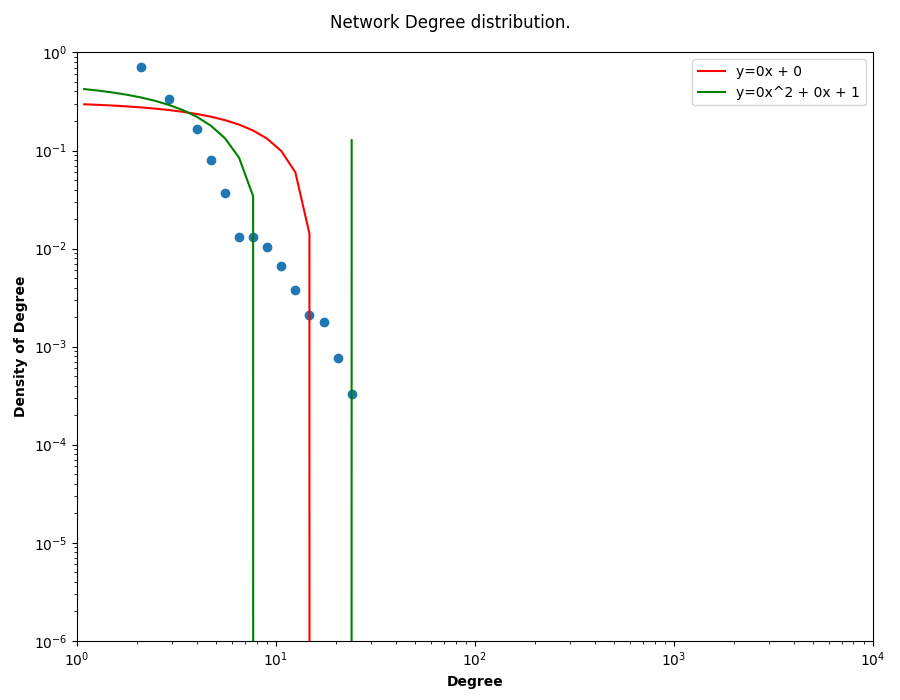 Network Degree distribution.
y=0x + 0
y=0x^2 + 0x + 1
Density of Degree
10^0
10^-1
10^-2
10^-3
10^-4
10^-5
10^-6
10^0 10^1 10^2 10^3 10^4
Degree